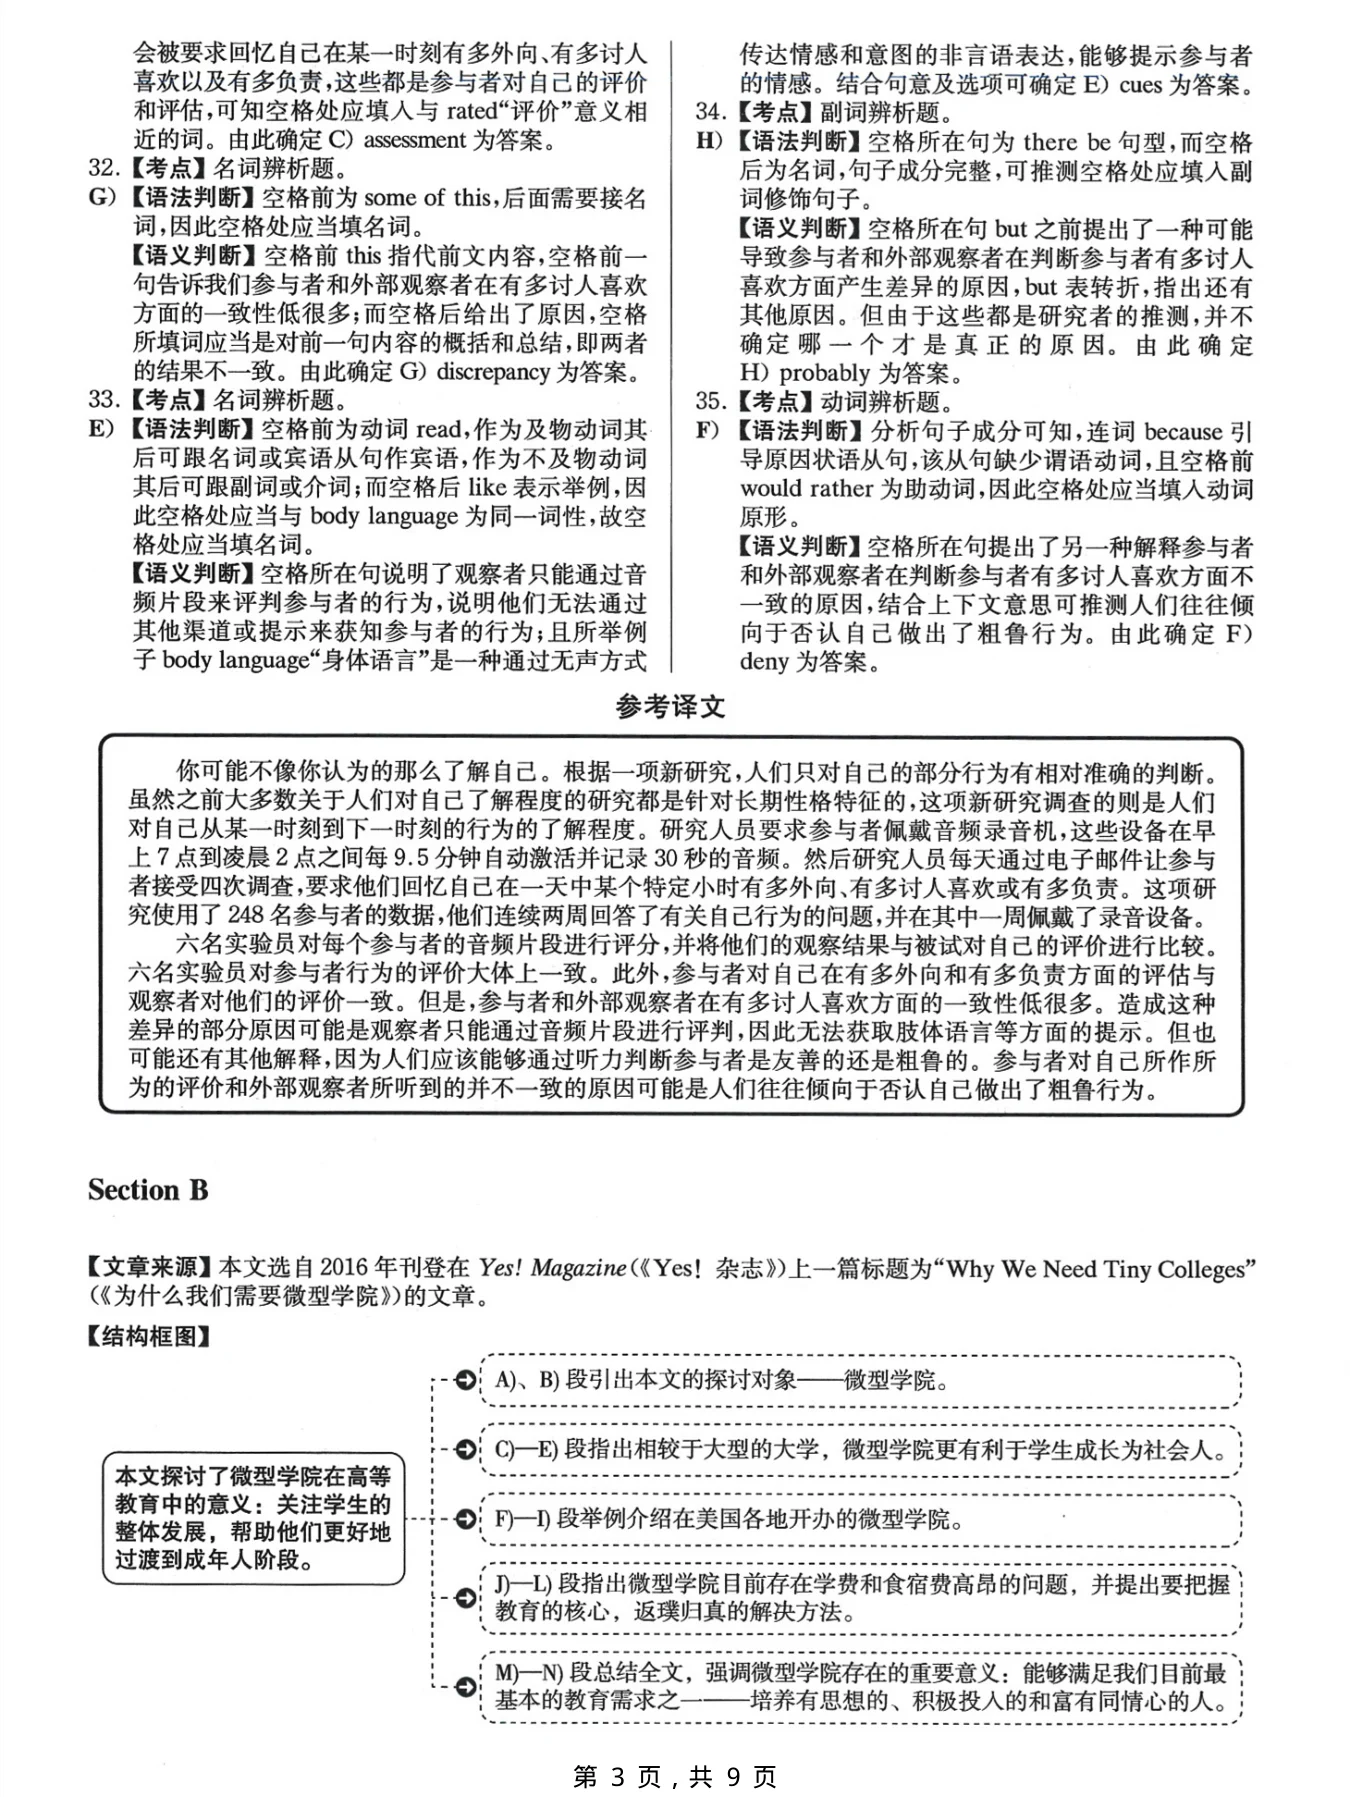 会被要求回忆自己在某一时刻有多外向、有多讨人
喜欢以及有多负责,这些都是参与者对自己的评价
和评估,可知空格处应填入与 rated“评价”意义相
近的词。由此确定 C) assessment 为答案。
32.【考点】名词辨析题。
G)【语法判断】空格前为 some of this,后面需要接名
词,因此空格处应当填名词。
【语义判断】空格前 this 指代前文内容,空格前一
句告诉我们参与者和外部观察者在有多讨人喜欢
方面的一致性低很多;而空格后给出了原因,空格
所填词应当是对前一句内容的概括和总结,即两者
的结果不一致。由此确定 G) discrepancy 为答案。
33.【考点】名词辨析题。
E)【语法判断】空格前为动词 read,作为及物动词其
后可跟名词或宾语从句作宾语,作为不及物动词
其后可跟副词或介词;而空格后 like 表示举例,因
此空格处应当与 body language 为同一词性,故空
格处应当填名词。
【语义判断】空格所在句说明了观察者只能通过音
频片段来评判参与者的行为,说明他们无法通过
其他渠道或提示来获知参与者的行为;且所举例
子 body language“身体语言”是一种通过无声方式
传达情感和意图的非言语表达,能够提示参与者
的情感。结合句意及选项可确定 E) cues 为答案。
34.【考点】副词辨析题。
H)【语法判断】空格所在句为 there be 句型,而空格
后为名词,句子成分完整,可推测空格处应填入副
词修饰句子。
【语义判断】空格所在句 but 之前提出了一种可能
导致参与者和外部观察者在判断参与者有多讨人
喜欢方面产生差异的原因,but 表转折,指出还有
其他原因。但由于这些都是研究者的推测,并不
确定哪一个才是真正的原因。由此确定
H) probably 为答案。
35.【考点】动词辨析题。
F)【语法判断】分析句子成分可知,连词 because 引
导原因状语从句,该从句缺少谓语动词,且空格前
would rather 为助动词,因此空格处应当填入动词
原形。
【语义判断】空格所在句提出了另一种解释参与者
和外部观察者在判断参与者有多讨人喜欢方面不
一致的原因,结合上下文意思可推测人们往往倾
向于否认自己做出了粗鲁行为。由此确定 F)
deny 为答案。
参考译文
你可能不像你认为的那么了解自己。根据一项新研究,人们只对自己的部分行为有相对准确的判断。
虽然之前大多数关于人们对自己了解程度的研究都是针对长期性格特征的,这项新研究调查的则是人们
对自己从某一时刻到下一时刻的行为的了解程度。研究人员要求参与者佩戴音频录音机,这些设备在早
上 7 点到凌晨 2 点之间每 9.5 分钟自动激活并记录 30 秒的音频。然后研究人员每天通过电子邮件让参与
者接受四次调查,要求他们回忆自己在一天中某个特定小时有多外向、有多讨人喜欢或有多负责。这项研
究使用了 248 名参与者的数据,他们连续两周回答了有关自己行为的问题,并在其中一周佩戴了录音设备。
六名实验员对每个参与者的音频片段进行评分,并将他们的观察结果与被试对自己的评价进行比较。
六名实验员对参与者行为的评价大体上一致。此外,参与者对自己在有多外向和有多负责方面的评估与
观察者对他们的评价一致。但是,参与者和外部观察者在有多讨人喜欢方面的一致性低很多。造成这种
差异的部分原因可能是观察者只能通过音频片段进行评判,因此无法获取肢体语言等方面的提示。但也
可能还有其他解释,因为人们应该能够通过听力判断参与者是友善的还是粗鲁的。参与者对自己所作所
为的评价和外部观察者所听到的并不一致的原因可能是人们往往倾向于否认自己做出了粗鲁行为。
Section B
【文章来源】本文选自 2016 年刊登在 Yes! Magazine(《Yes! 杂志》)上一篇标题为“Why We Need Tiny Colleges”
(《为什么我们需要微型学院》)的文章。
【结构框图】
本文探讨了微型学院在高等
教育中的意义：关注学生的
整体发展，帮助他们更好地
过渡到成年人阶段。
A)、B) 段引出本文的探讨对象——微型学院。
C)—E) 段指出相较于大型的大学，微型学院更有利于学生成长为社会人。
F)—I) 段举例介绍在美国各地开办的微型学院。
J)—L) 段指出微型学院目前存在学费和食宿费高昂的问题，并提出要把握
教育的核心，返璞归真的解决方法。
M)—N) 段总结全文，强调微型学院存在的重要意义：能够满足我们目前最
基本的教育需求之一——培养有思想的、积极投入的和富有同情心的人。
第 3 页，共 9 页